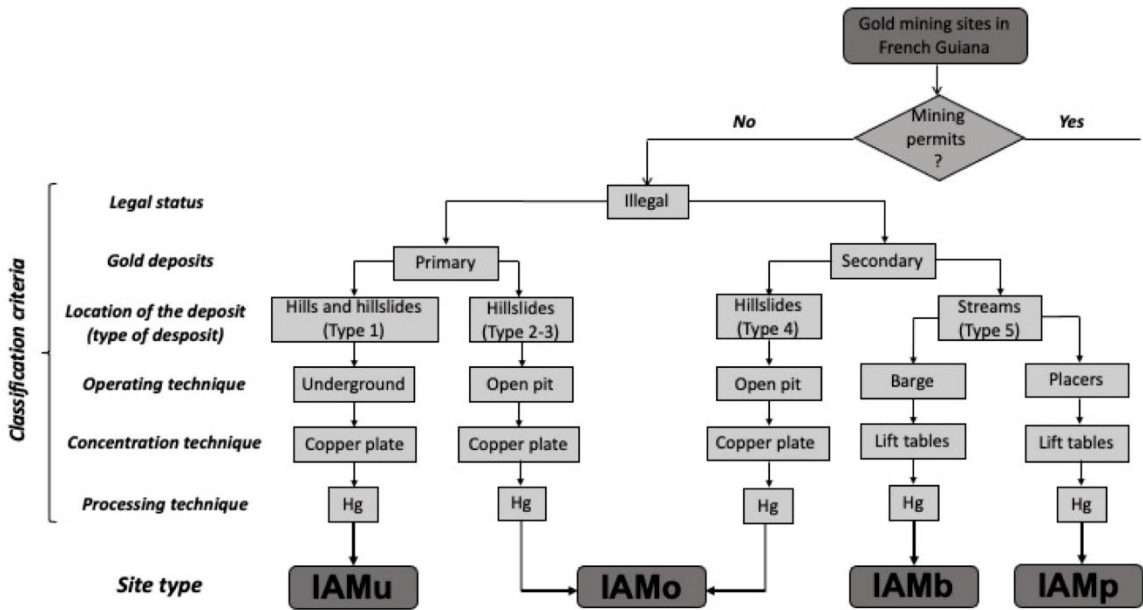 Gold mining sites in
French Guiana
No
Mining
permits
?
Yes
Classification criteria
Legal status
Illegal
Gold deposits
Primary
Secondary
Location of the deposit
(type of desposit)
Hills and hillslides
(Type 1)
Hillslides
(Type 2-3)
Hillslides
(Type 4)
Streams
(Type 5)
Operating technique
Underground
Open pit
Open pit
Barge
Placers
Concentration technique
Copper plate
Copper plate
Copper plate
Lift tables
Lift tables
Processing technique
Hg
Hg
Hg
Hg
Hg
Site type
IAMu
IAMo
IAMb
IAMp